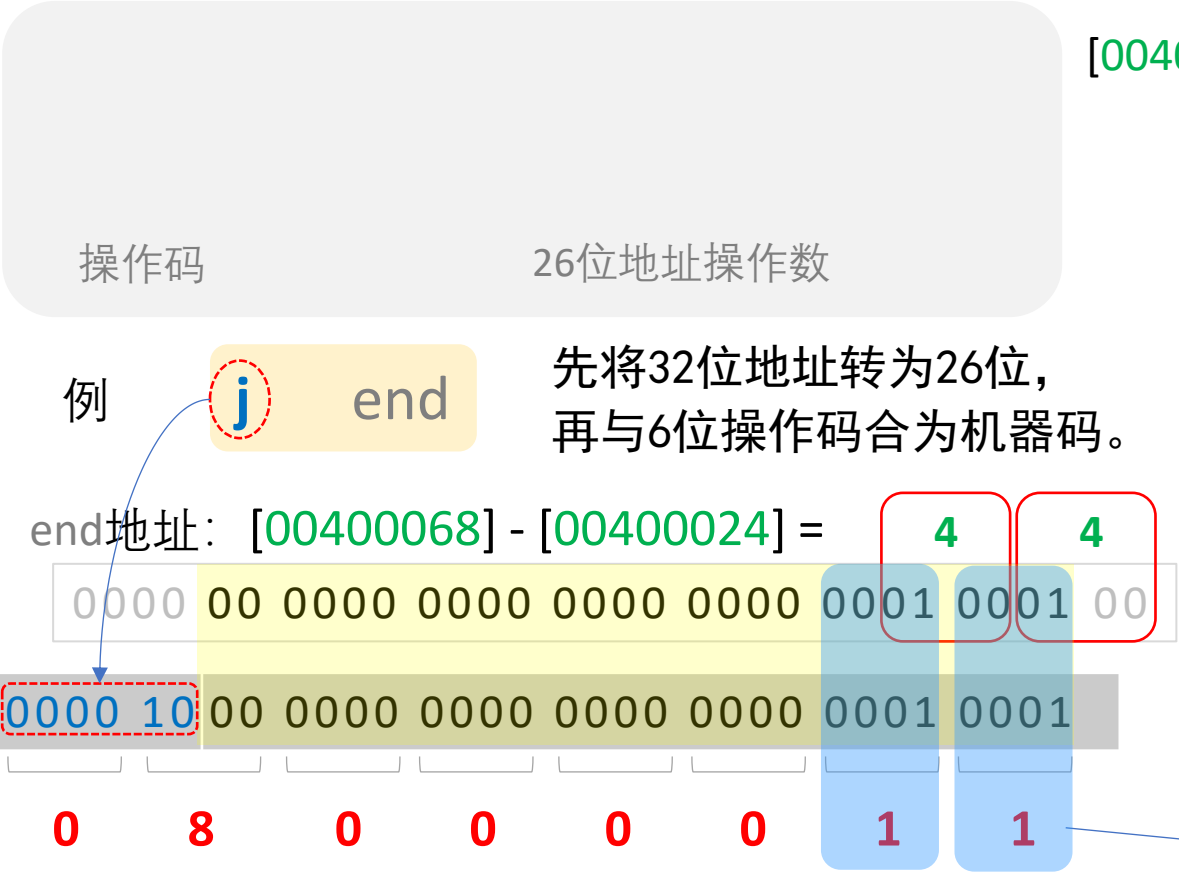 [004
操作码 26位地址操作数
例 j end 先将32位地址转为26位，
再与6位操作码合为机器码。
end地址：[00400068] - [00400024] = 4 4
0000 00 0000 0000 0000 0000 0001 0001 00
0000 10 00 0000 0000 0000 0000 0001 0001
0 8 0 0 0 0 1 1